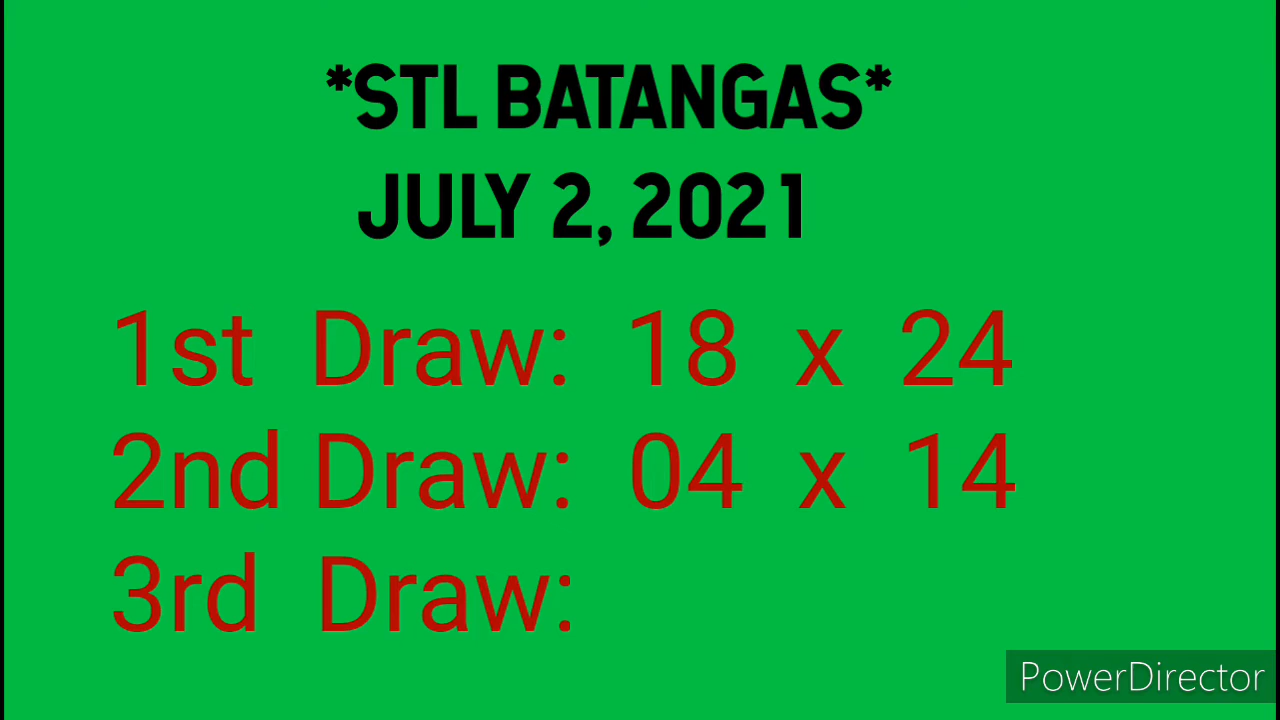 *STL BATANGAS*
JULY 2, 2021
1st Draw: 18 x 24
2nd Draw: 04 x 14
3rd Draw:
PowerDirector